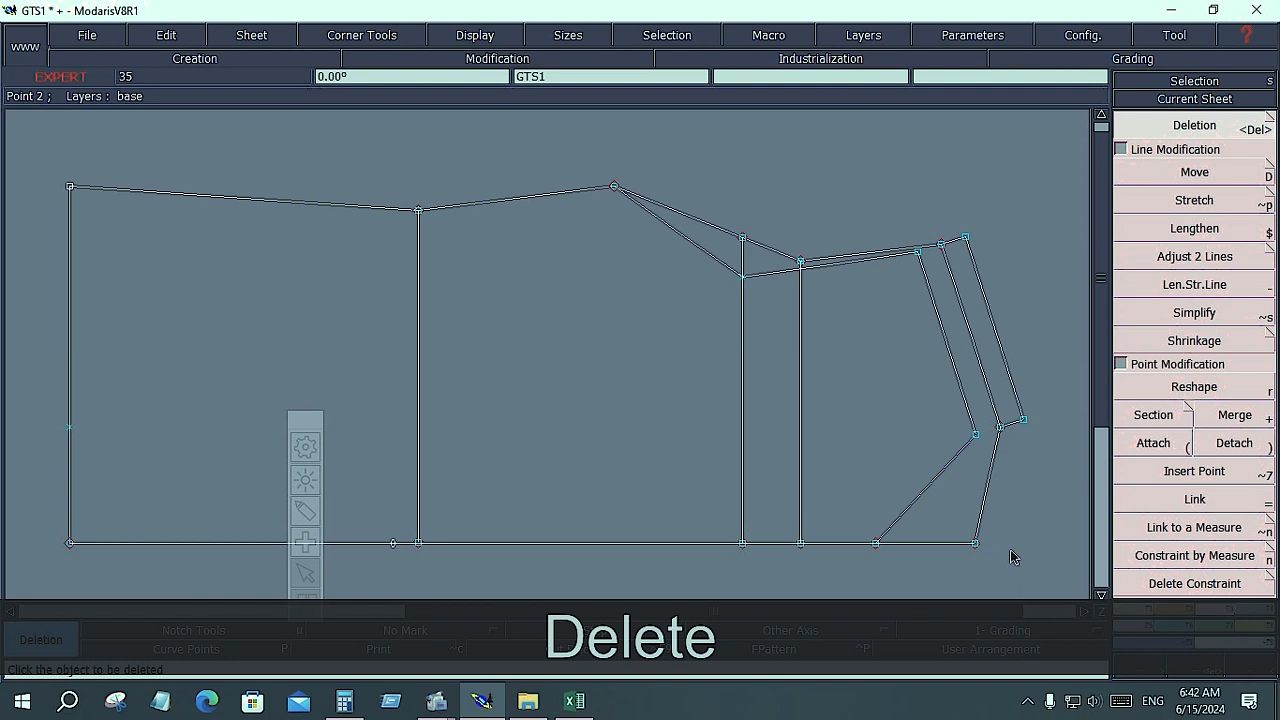 GTS1 * + - ModarisV8R1
www
File Edit Sheet Corner Tools Display Sizes Selection Macro Layers Parameters Config. Tool ?
Creation Modification Industrialization Grading
EXPERT 35 0.00º GTS1
Point 2 ; Layers : base
Selection s
Current Sheet
Deletion <Del>
Line Modification
Move D
Stretch ~p
Lengthen $
Adjust 2 Lines
Len.Str.Line -
Simplify ~s
Shrinkage
Point Modification
Reshape r
Section Merge +
Attach ( Detach )
Insert Point ~7
Link =
Link to a Measure ~n
Constraint by Measure n
Delete Constraint
Z
Deletion
Notch Tools u No Mark Other Axis 1- Grading
Curve Points P Print ~c FPattern ^P User Arrangement
Delete
Click the object to be deleted
ENG
6:42 AM
6/15/2024